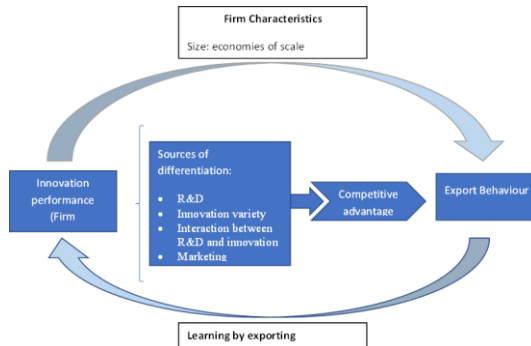 Firm Characteristics
Size: economies of scale
Sources of
differentiation:
• R&D
• Innovation variety
• Interaction between
R&D and innovation
• Marketing
Innovation
performance
(Firm
Competitive
advantage
Export Behaviour
Learning by exporting